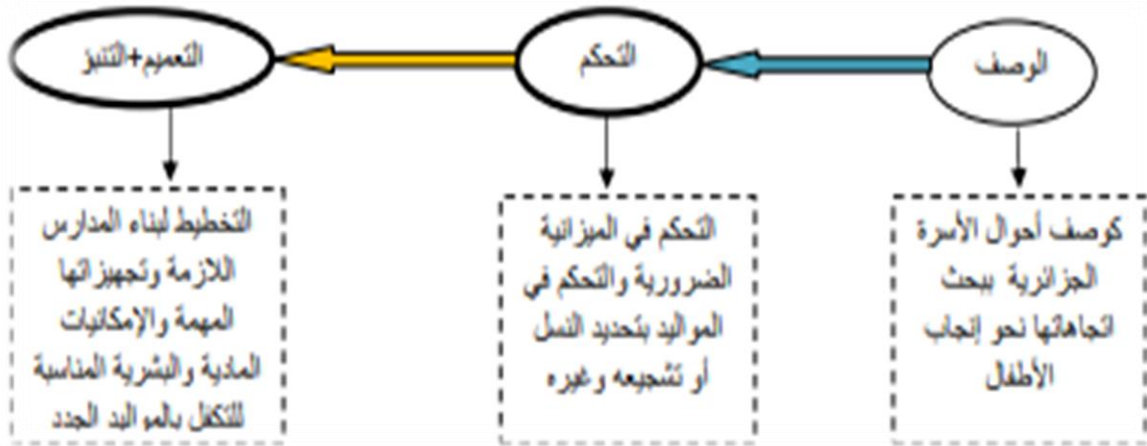 الوصف
التحكم
التعميم+التنبؤ
كوصف أحوال الأسرة
الجزائرية ببحث
اتجاهاتها نحو إنجاب
الأطفال
التحكم في الميزانية
الضرورية والتحكم في
المواليد بتحديد النسل
أو تشجيعه وغيره
التخطيط لبناء المدارس
اللازمة وتجهيزاتها
المهمة والإمكانيات
المادية والبشرية المناسبة
للتكفل بالمواليد الجدد